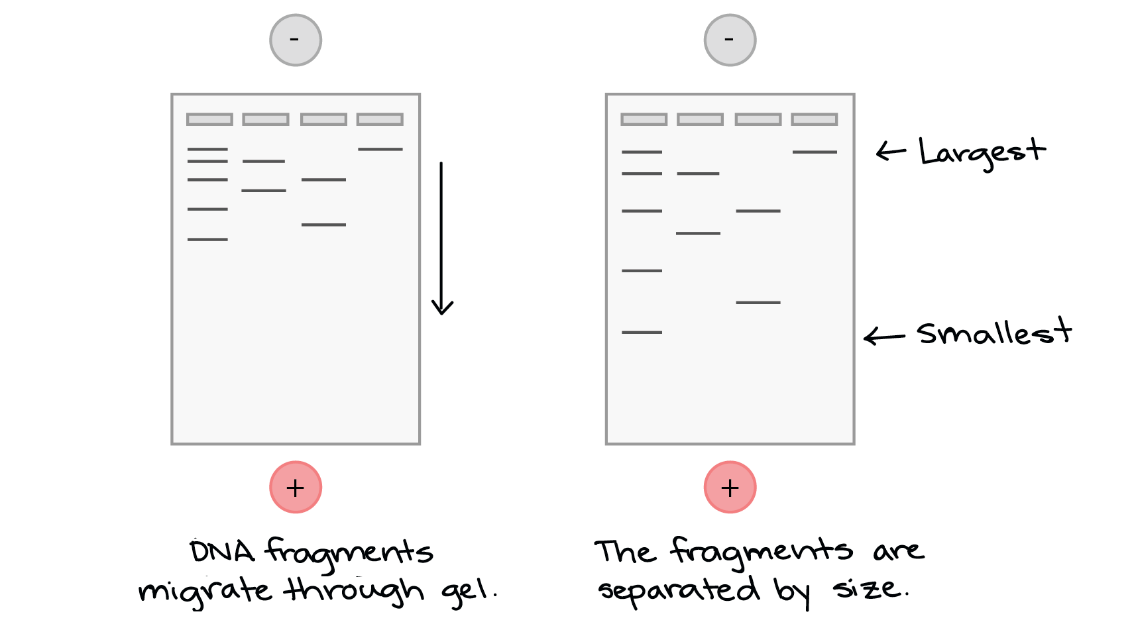 -
-
← Largest
← Smallest
+
+
DNA fragments
migrate through gel.
The fragments are
separated by size.